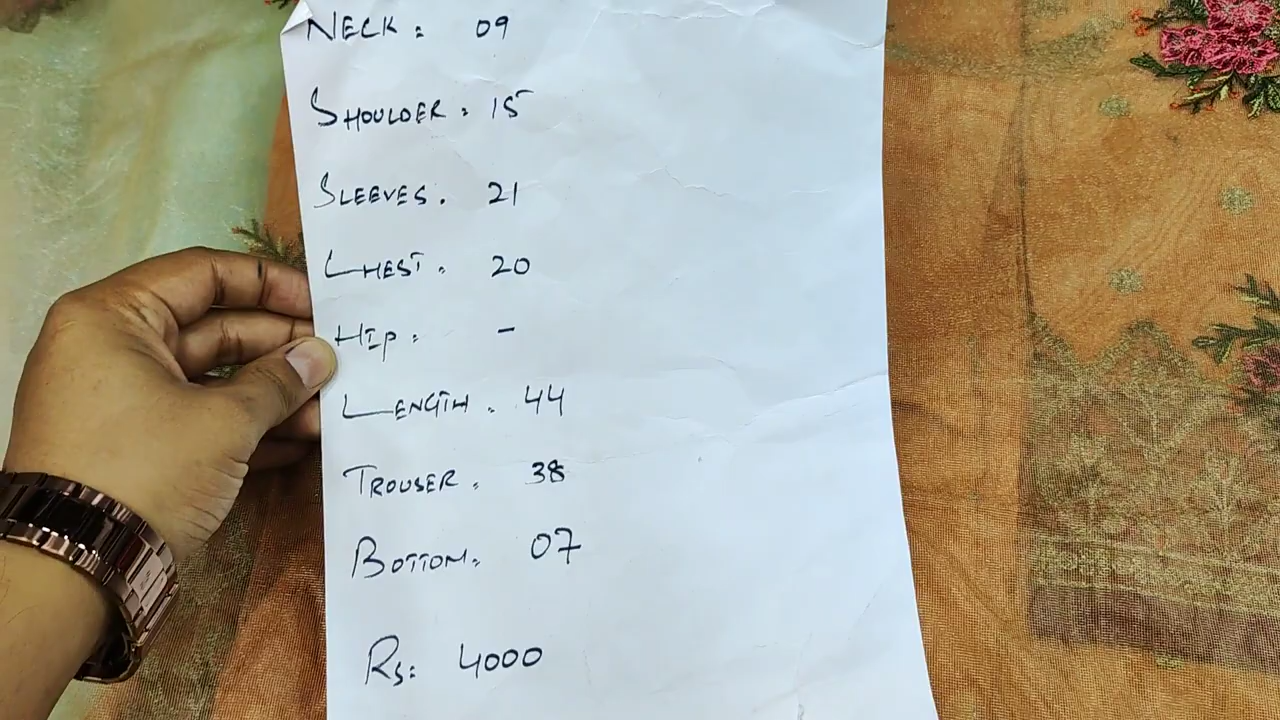 NECK: 09
SHOULDER: 15
SLEEVES: 21
CHEST: 20
HIP: -
LENGTH: 44
TROUSER: 38
BOTTOM: 07
Rs: 4000